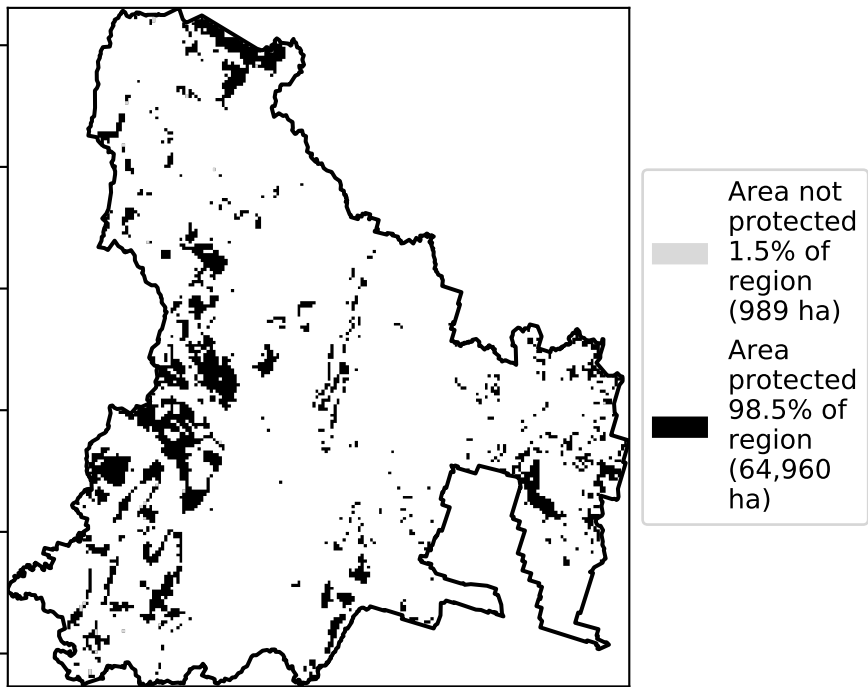 Area not
protected
1.5% of
region
(989 ha)
Area
protected
98.5% of
region
(64,960
ha)